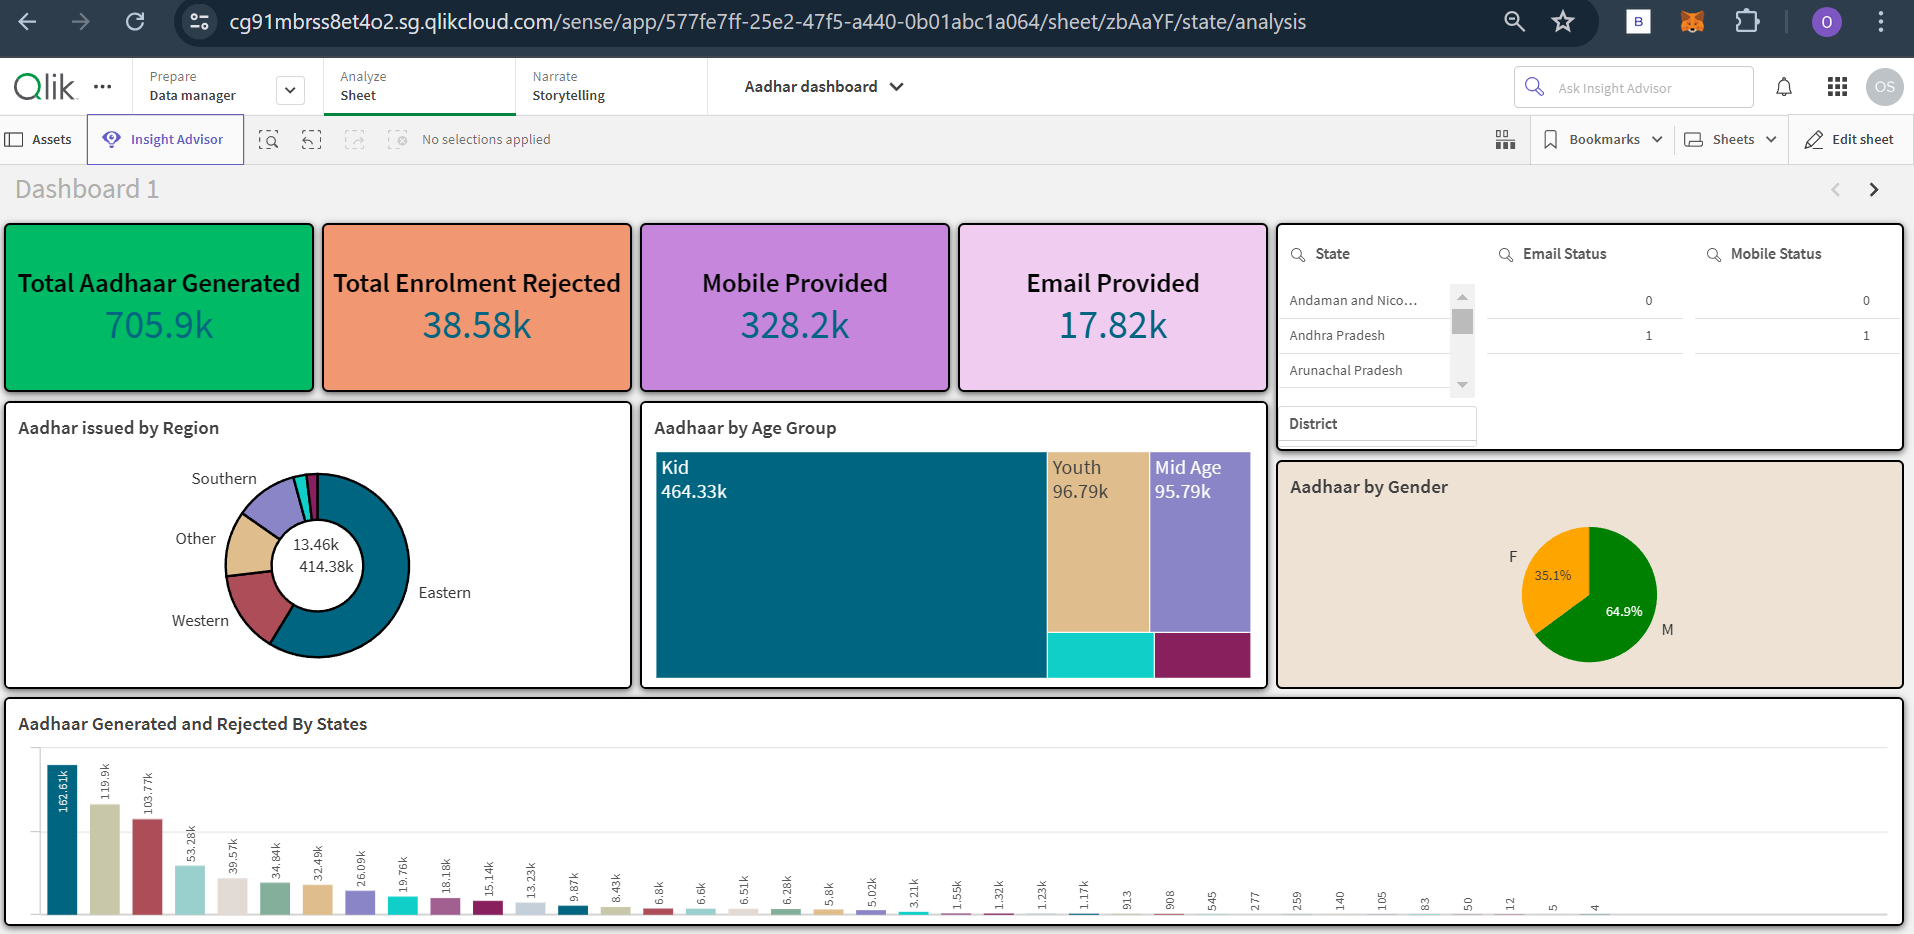 cg91mbrss8et4o2.sg.qlikcloud.com/sense/app/577fe7ff-25e2-47f5-a440-0b01abc1a064/sheet/zbAaYF/state/analysis
B
O
Qlik
Prepare
Data manager
Analyze
Sheet
Narrate
Storytelling
Aadhar dashboard
Ask Insight Advisor
OS
Assets
Insight Advisor
No selections applied
Bookmarks
Sheets
Edit sheet
Dashboard 1
Total Aadhaar Generated
705.9k
Total Enrolment Rejected
38.58k
Mobile Provided
328.2k
Email Provided
17.82k
State
Andaman and Nico...
Andhra Pradesh
Arunachal Pradesh
District
Email Status
0
1
Mobile Status
0
1
Aadhar issued by Region
Southern
Other
Western
Eastern
13.46k
414.38k
Aadhaar by Age Group
Kid
464.33k
Youth
96.79k
Mid Age
95.79k
Aadhaar by Gender
F
35.1%
64.9%
M
Aadhaar Generated and Rejected By States
162.61k
119.9k
103.77k
53.28k
39.57k
34.84k
32.49k
26.09k
19.76k
18.18k
15.14k
13.23k
9.87k
8.43k
6.8k
6.6k
6.51k
6.28k
5.8k
5.02k
3.21k
1.55k
1.32k
1.23k
1.17k
913
908
545
277
259
140
105
83
50
12
5
4